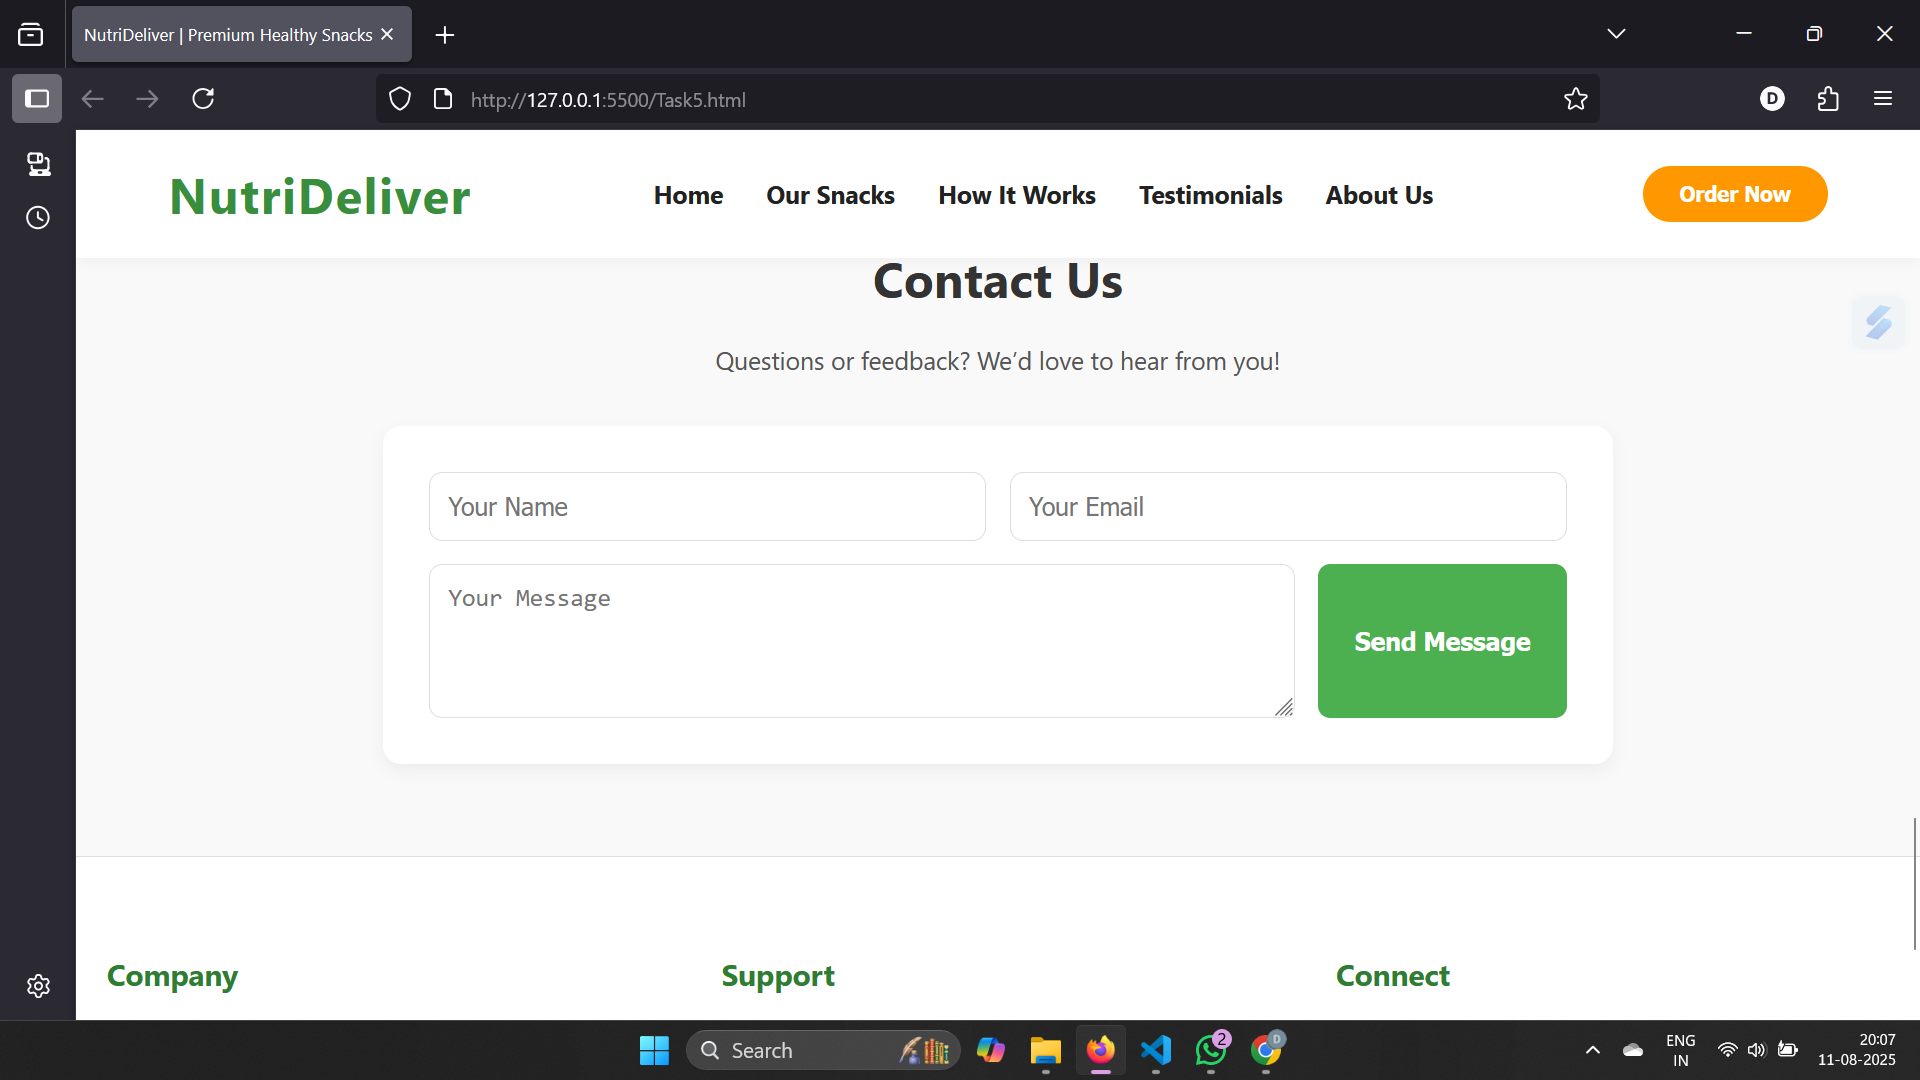 NutriDeliver | Premium Healthy Snacks
http://127.0.0.1:5500/Task5.html
D
NutriDeliver
Home Our Snacks How It Works Testimonials About Us
Order Now
Contact Us
Questions or feedback? We’d love to hear from you!
Your Name
Your Email
Your Message
Send Message
Company Support Connect
Search
2
D
ENG
IN
20:07
11-08-2025